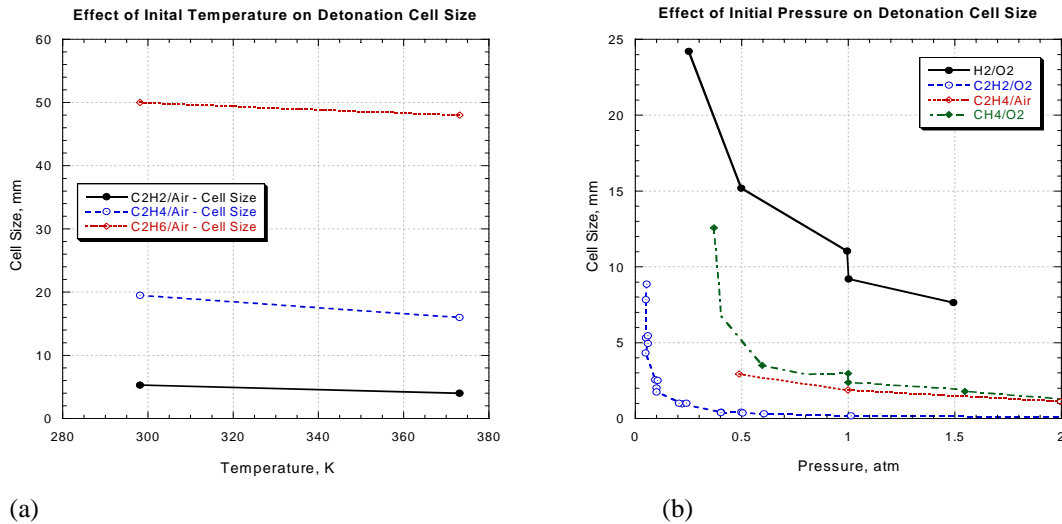 Effect of Inital Temperature on Detonation Cell Size
60
50
40
30
20
10
0
Cell Size, mm
C2H2/Air - Cell Size
C2H4/Air - Cell Size
C2H6/Air - Cell Size
280 300 320 340 360 380
Temperature, K
(a)
Effect of Initial Pressure on Detonation Cell Size
25
20
15
10
5
0
Cell Size, mm
H2/O2
C2H2/O2
C2H4/Air
CH4/O2
0 0.5 1 1.5 2
Pressure, atm
(b)